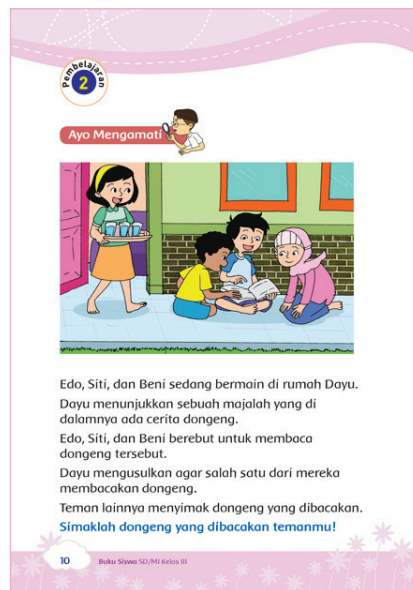 Pembelajaran
2
Ayo Mengamati
Edo, Siti, dan Beni sedang bermain di rumah Dayu.
Dayu menunjukkan sebuah majalah yang di
dalamnya ada cerita dongeng.
Edo, Siti, dan Beni berebut untuk membaca
dongeng tersebut.
Dayu mengusulkan agar salah satu dari mereka
membacakan dongeng.
Teman lainnya menyimak dongeng yang dibacakan.
Simaklah dongeng yang dibacakan temanmu!
10 Buku Siswa SD/MI Kelas III